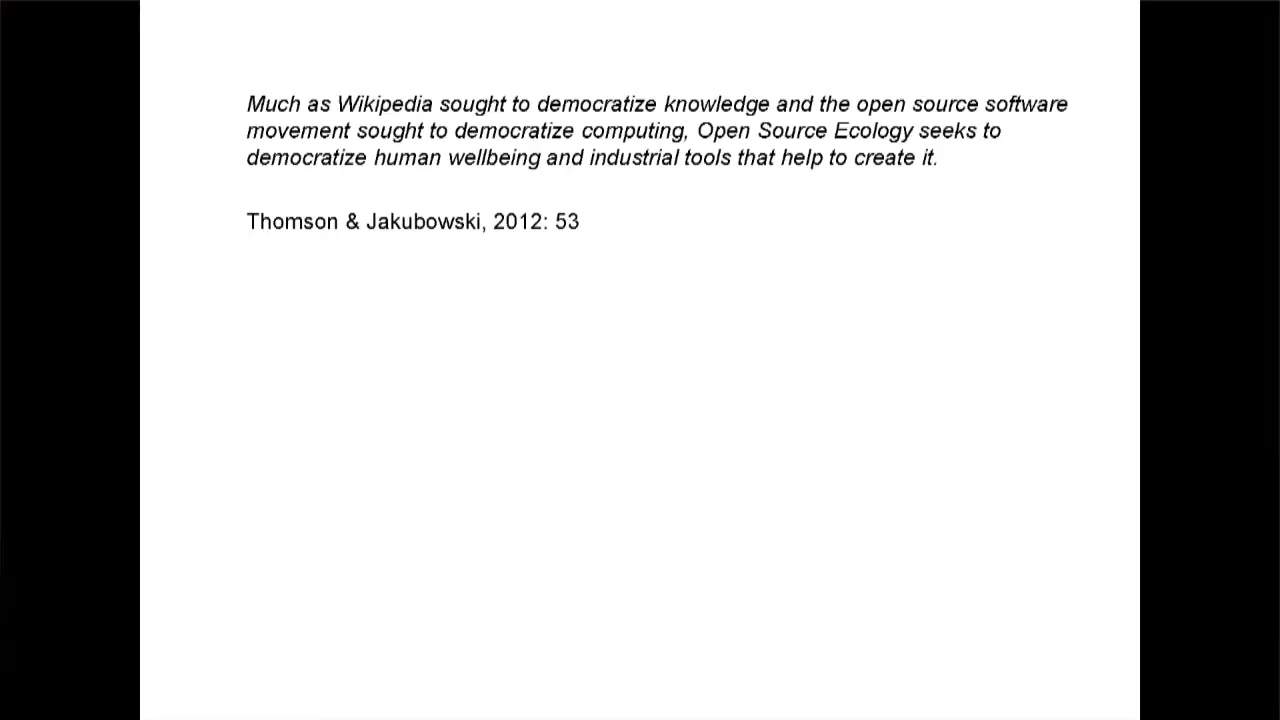 Much as Wikipedia sought to democratize knowledge and the open source software
movement sought to democratize computing, Open Source Ecology seeks to
democratize human wellbeing and industrial tools that help to create it.
Thomson & Jakubowski, 2012: 53